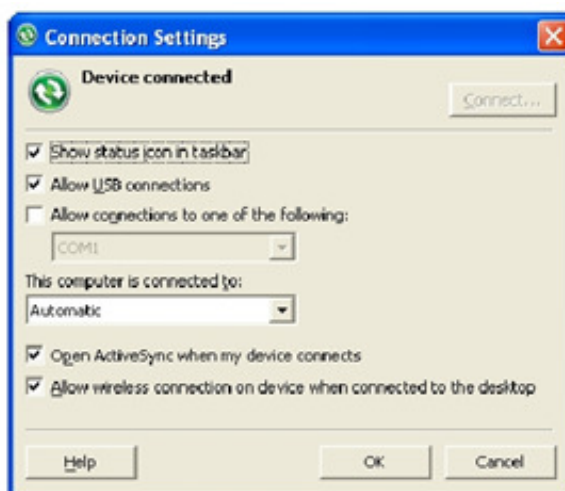 Connection Settings
Device connected
Connect...
Show status icon in taskbar
Allow USB connections
Allow connections to one of the following:
COM1
This computer is connected to:
Automatic
Open ActiveSync when my device connects
Allow wireless connection on device when connected to the desktop
Help OK Cancel